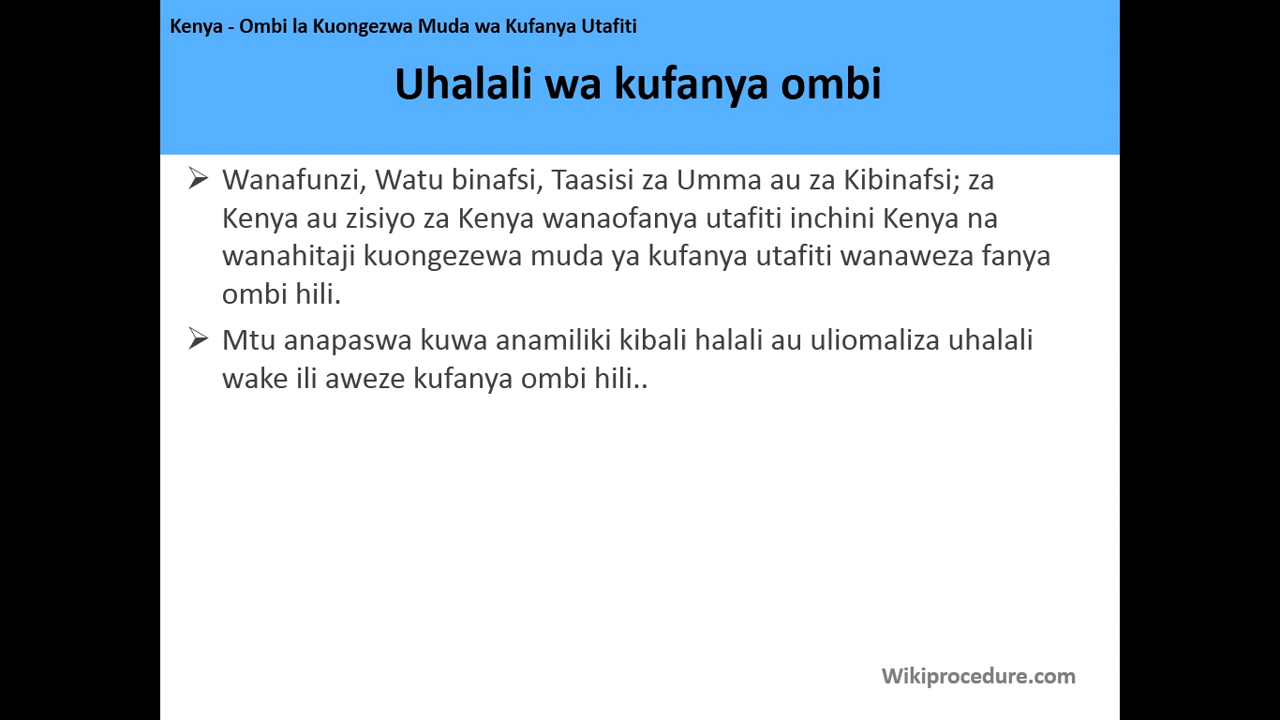 Kenya - Ombi la Kuongezwa Muda wa Kufanya Utafiti
Uhalali wa kufanya ombi
➢ Wanafunzi, Watu binafsi, Taasisi za Umma au za Kibinafsi; za
Kenya au zisiyo za Kenya wanaofanya utafiti inchini Kenya na
wanahitaji kuongezewa muda ya kufanya utafiti wanaweza fanya
ombi hili.
➢ Mtu anapaswa kuwa anamiliki kibali halali au uliomaliza uhalali
wake ili aweze kufanya ombi hili..
Wikiprocedure.com